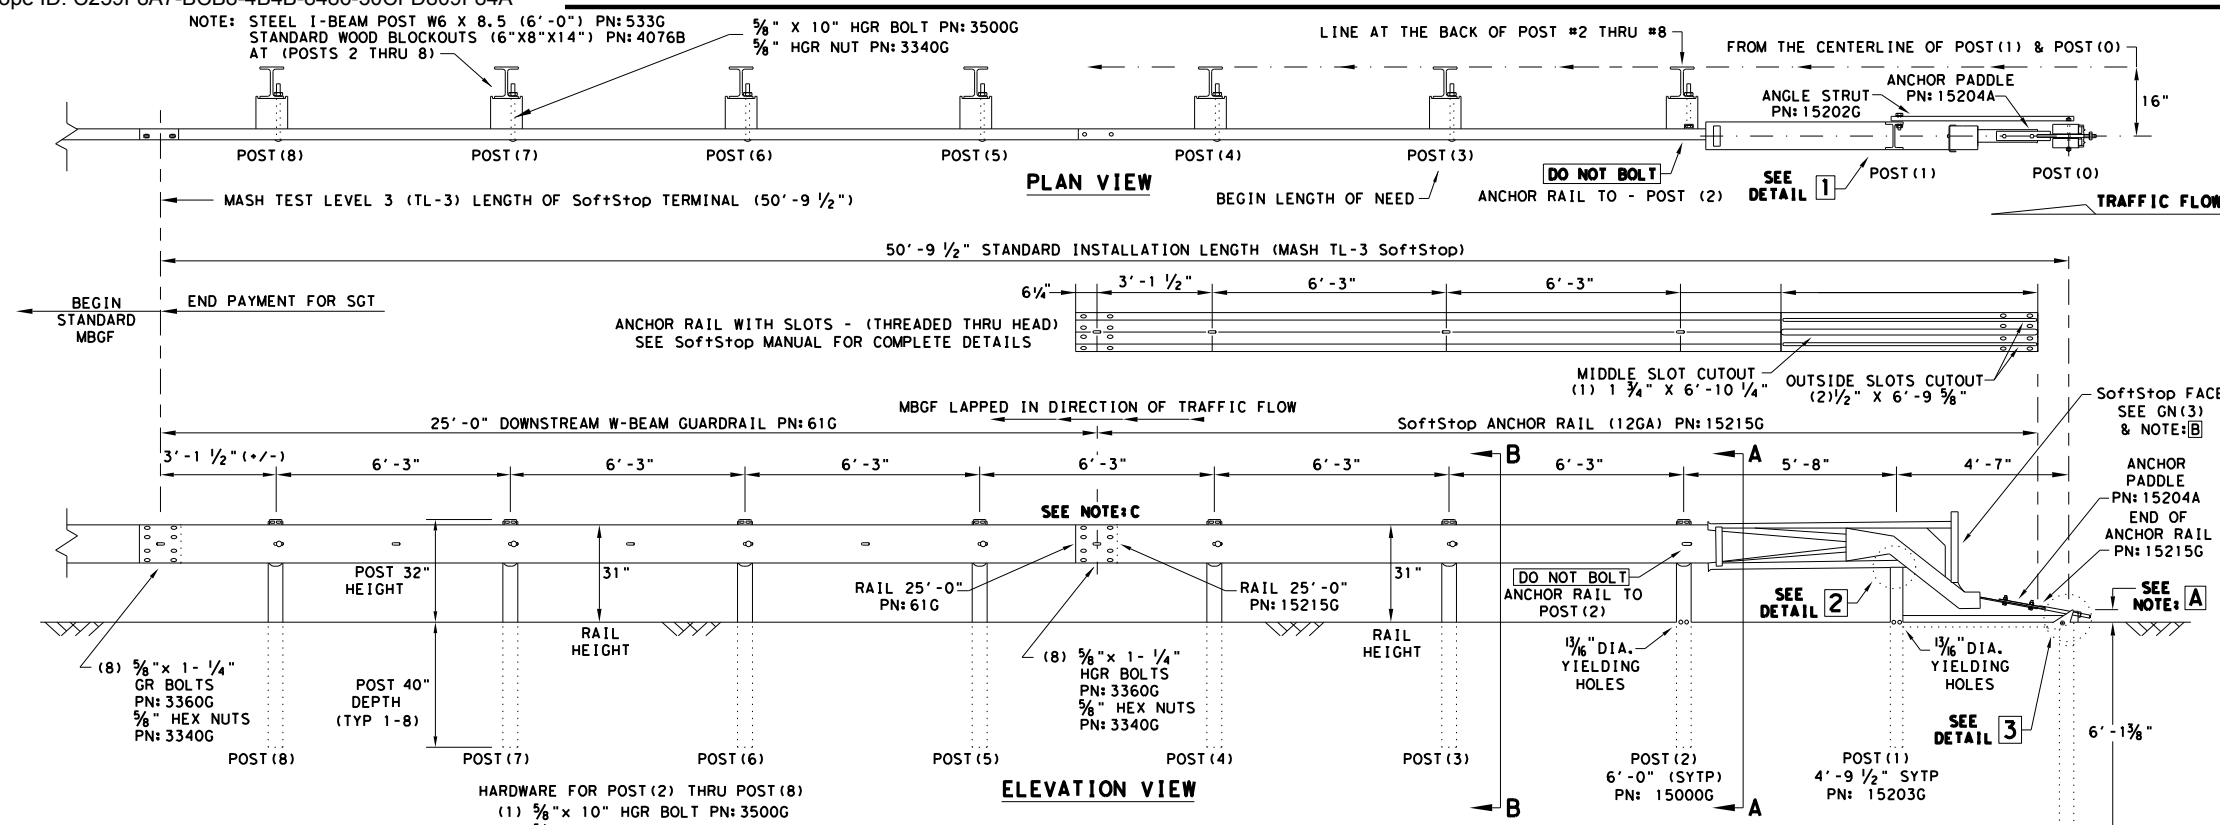 NOTE: STEEL I-BEAM POST W6 X 8.5 (6'-0") PN:533G
STANDARD WOOD BLOCKOUTS (6"X8"X14") PN:4076B
AT (POSTS 2 THRU 8)
5/8" X 10" HGR BOLT PN:3500G
5/8" HGR NUT PN:3340G
LINE AT THE BACK OF POST #2 THRU #8
FROM THE CENTERLINE OF POST(1) & POST(0)
ANCHOR PADDLE
PN:15204A
ANGLE STRUT
PN:15202G
16"
POST(8)
POST(7)
POST(6)
POST(5)
POST(4)
POST(3)
DO NOT BOLT
ANCHOR RAIL TO - POST (2)
SEE
DETAIL 1
POST(1)
POST(0)
PLAN VIEW
BEGIN LENGTH OF NEED
MASH TEST LEVEL 3 (TL-3) LENGTH OF SoftStop TERMINAL (50'-9 1/2")
TRAFFIC FLOW
50'-9 1/2" STANDARD INSTALLATION LENGTH (MASH TL-3 SoftStop)
BEGIN
STANDARD
MBGF
END PAYMENT FOR SGT
6 1/4"
3'-1 1/2"
6'-3"
6'-3"
ANCHOR RAIL WITH SLOTS - (THREADED THRU HEAD)
SEE SoftStop MANUAL FOR COMPLETE DETAILS
MIDDLE SLOT CUTOUT
(1) 1 3/4" X 6'-10 1/4"
OUTSIDE SLOTS CUTOUT
(2)1/2" X 6'-9 5/8"
SoftStop FACE
SEE GN(3)
& NOTE:B
MBGF LAPPED IN DIRECTION OF TRAFFIC FLOW
25'-0" DOWNSTREAM W-BEAM GUARDRAIL PN:61G
SoftStop ANCHOR RAIL (12GA) PN:15215G
3'-1 1/2"(+/-)
6'-3"
6'-3"
6'-3"
6'-3"
6'-3"
6'-3"
5'-8"
4'-7"
B
A
ANCHOR
PADDLE
PN:15204A
END OF
ANCHOR RAIL
PN:15215G
SEE NOTE:C
POST 32"
HEIGHT
31"
RAIL
HEIGHT
RAIL 25'-0"
PN:61G
RAIL 25'-0"
PN:15215G
31"
RAIL
HEIGHT
DO NOT BOLT
ANCHOR RAIL TO
POST(2)
SEE
DETAIL 2
SEE
NOTE: A
(8) 5/8"x 1- 1/4"
GR BOLTS
PN:3360G
5/8" HEX NUTS
PN:3340G
POST 40"
DEPTH
(TYP 1-8)
(8) 5/8"x 1- 1/4"
HGR BOLTS
PN:3360G
5/8" HEX NUTS
PN:3340G
13/16" DIA.
YIELDING
HOLES
13/16" DIA.
YIELDING
HOLES
SEE
DETAIL 3
6'-1 3/8"
POST(8)
POST(7)
POST(6)
POST(5)
POST(4)
POST(3)
POST(2)
6'-0" (SYTP)
PN: 15000G
POST(1)
4'-9 1/2" SYTP
PN: 15203G
ELEVATION VIEW
HARDWARE FOR POST(2) THRU POST(8)
(1) 5/8"x 10" HGR BOLT PN:3500G
B
A